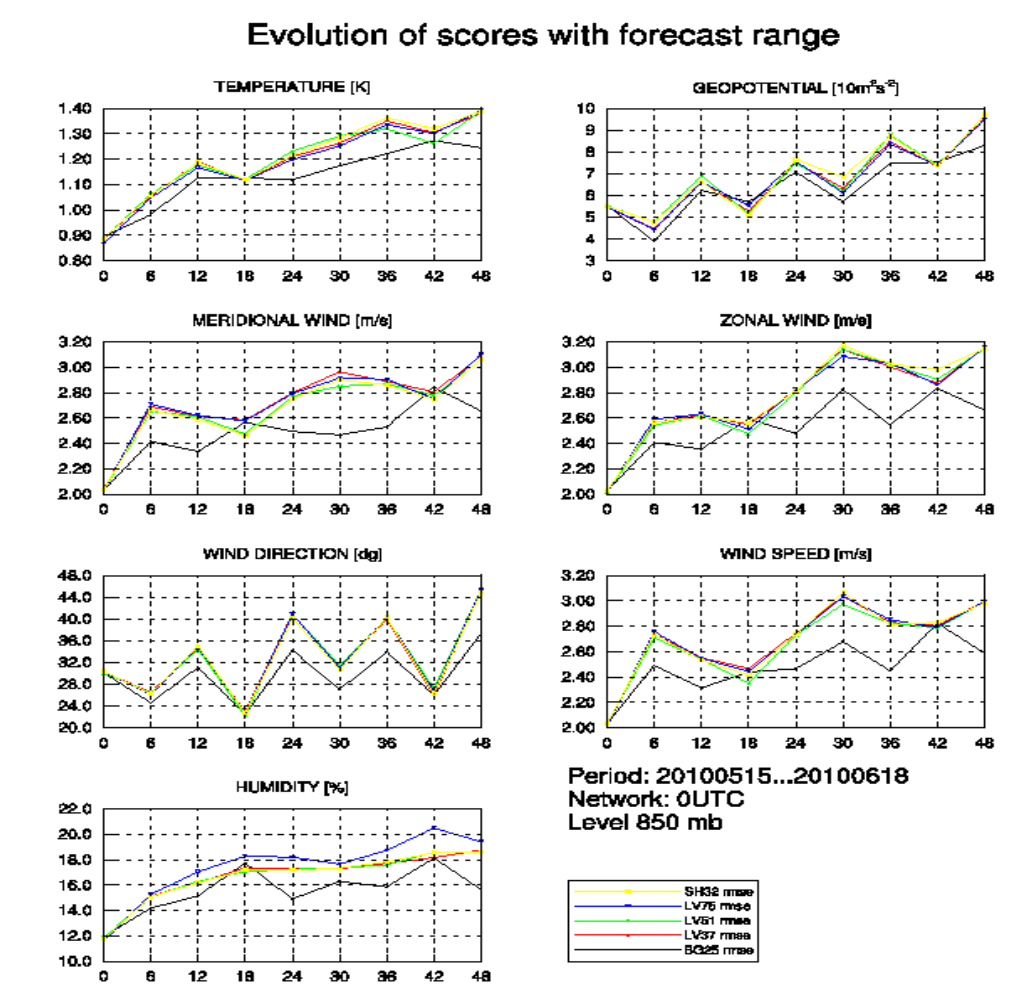 Evolution of scores with forecast range
TEMPERATURE [K]
1.40
1.30
1.20
1.10
1.00
0.90
0.80
0 6 12 18 24 30 36 42 48
GEOPOTENTIAL [10m²s⁻²]
10
9
8
7
6
5
4
3
0 6 12 18 24 30 36 42 48
MERIDIONAL WIND [m/s]
3.20
3.00
2.80
2.60
2.40
2.20
2.00
0 6 12 18 24 30 36 42 48
ZONAL WIND [m/s]
3.20
3.00
2.80
2.60
2.40
2.20
2.00
0 6 12 18 24 30 36 42 48
WIND DIRECTION [dg]
48.0
44.0
40.0
36.0
32.0
28.0
24.0
20.0
0 6 12 18 24 30 36 42 48
WIND SPEED [m/s]
3.20
3.00
2.80
2.60
2.40
2.20
2.00
0 6 12 18 24 30 36 42 48
HUMIDITY [%]
22.0
20.0
18.0
16.0
14.0
12.0
10.0
0 6 12 18 24 30 36 42 48
Period: 20100515...20100618
Network: 0UTC
Level 850 mb
SH32 rmse
LV75 rmse
LV51 rmse
LV37 rmse
BG25 rmse